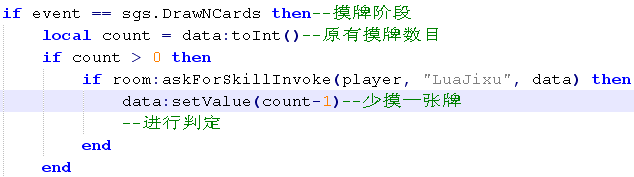 if event == sgs.DrawNCards then--摸牌阶段
local count = data:toInt()--原有摸牌数目
if count > 0 then
if room:askForSkillInvoke(player, "LuaJixu", data) then
data:setValue(count-1)--少摸一张牌
--进行判定
end
end